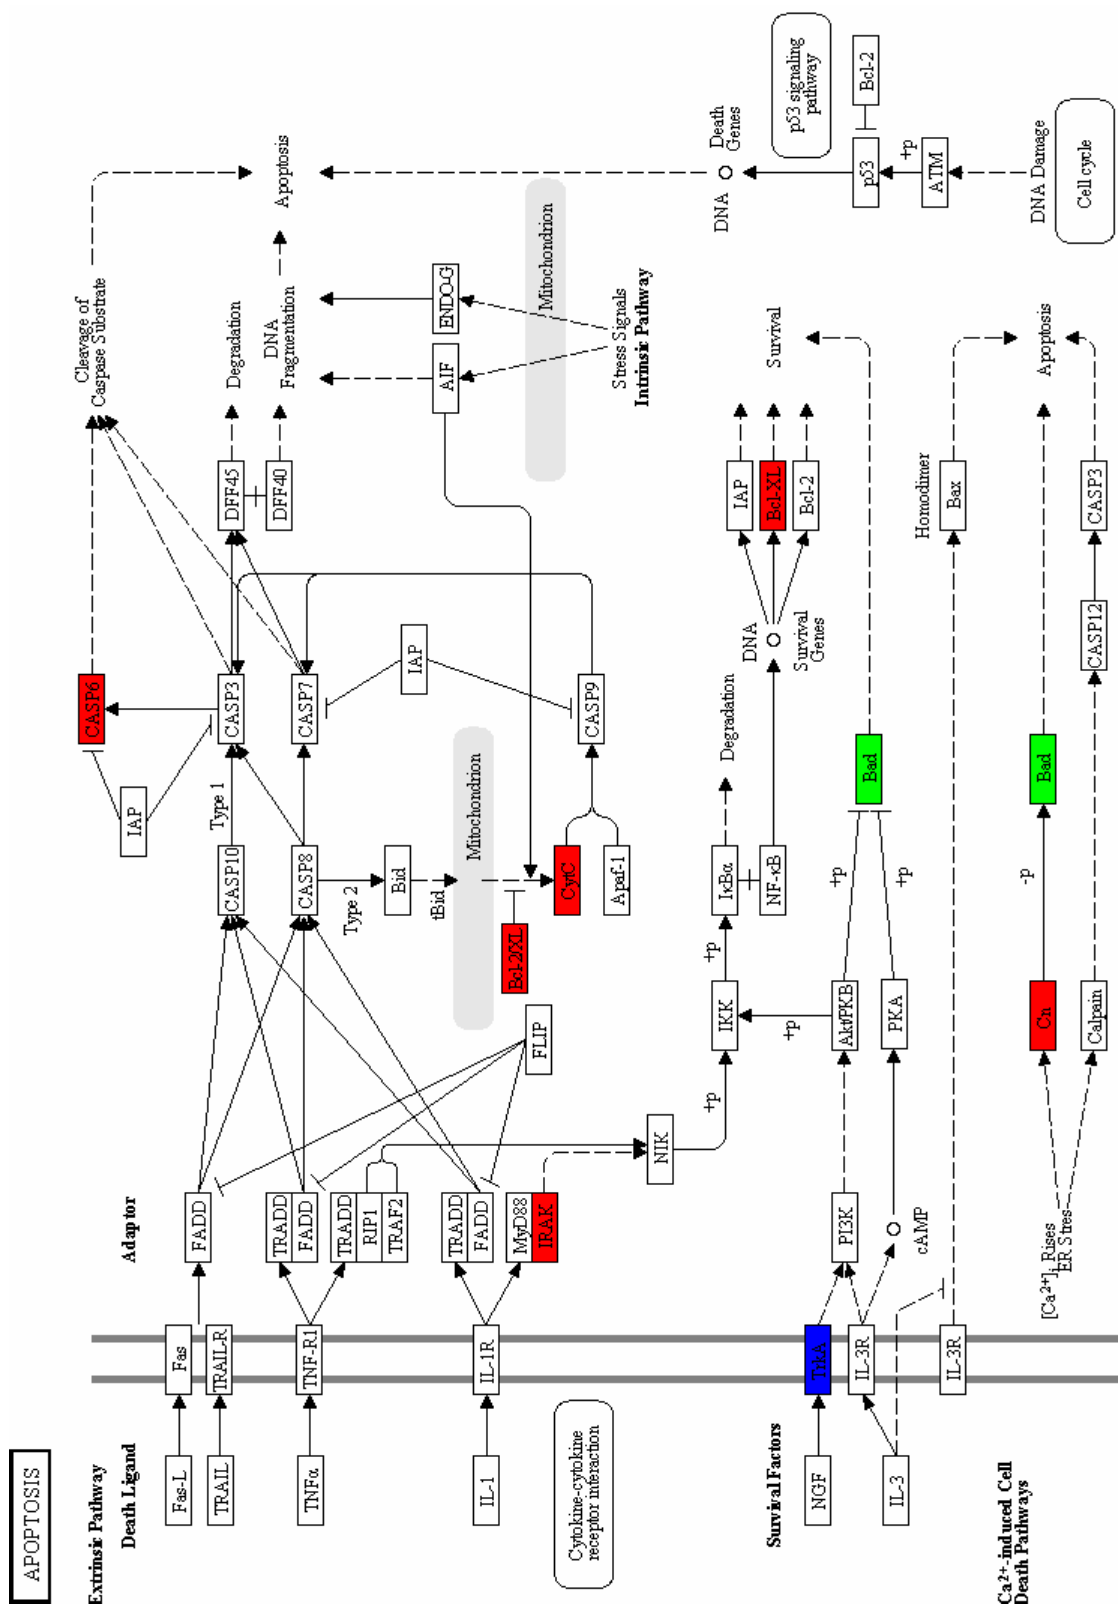 APOPTOSIS
Extrinsic Pathway
Death Ligand
Adaptor
Cleavage of
Caspase Substrate
IAP
CASP6
Fas-L
Fas
FADD
Type 1
CASP10
CASP3
DFF45
Degradation
TRAIL
TRAIL-R
DNA
Fragmentation
Apoptosis
DFF40
TNFα
TNF-R1
TRADD
FADD
CASP8
CASP7
TRADD
RIP1
TRAF2
Type 2
Bid
tBid
IAP
AIF
ENDO-G
Mitochondrion
Mitochondrion
IL-1
IL-1R
TRADD
FADD
FLIP
Bcl-2/XL
MyD88
IRAK
CytC
Apaf-1
CASP9
Stress Signals
Intrinsic Pathway
Cytokine-cytokine
receptor interaction
NIK
+p
IKK
+p
IκBα
Degradation
NF-κB
DNA
Survival
Genes
IAP
Bcl-XL
Bcl-2
Survival
DNA
Death
Genes
Survival Factors
NGF
TrkA
PI3K
+p
Akt/PKB
+p
Bad
p53 signaling
pathway
IL-3
IL-3R
cAMP
PKA
+p
p53
Bcl-2
+p
ATM
IL-3R
Homodimer
Bax
DNA Damage
Cell cycle
Ca2+-induced Cell
Death Pathways
[Ca2+]i Rises
ER Stres
Cn
-p
Bad
Apoptosis
Calpain
CASP12
CASP3